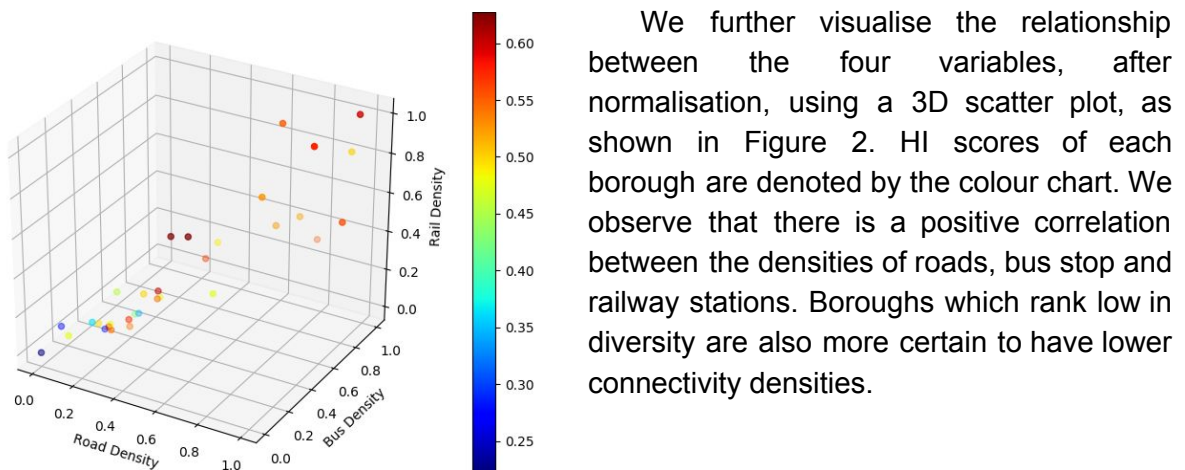 We further visualise the relationship
between the four variables, after
normalisation, using a 3D scatter plot, as
shown in Figure 2. HI scores of each
borough are denoted by the colour chart. We
observe that there is a positive correlation
between the densities of roads, bus stop and
railway stations. Boroughs which rank low in
diversity are also more certain to have lower
connectivity densities.
0.0
0.2
0.4
0.6
0.8
1.0
Road Density
0.0
0.2
0.4
0.6
0.8
1.0
Bus Density
0.0
0.2
0.4
0.6
0.8
1.0
Rail Density
0.60
0.55
0.50
0.45
0.40
0.35
0.30
0.25